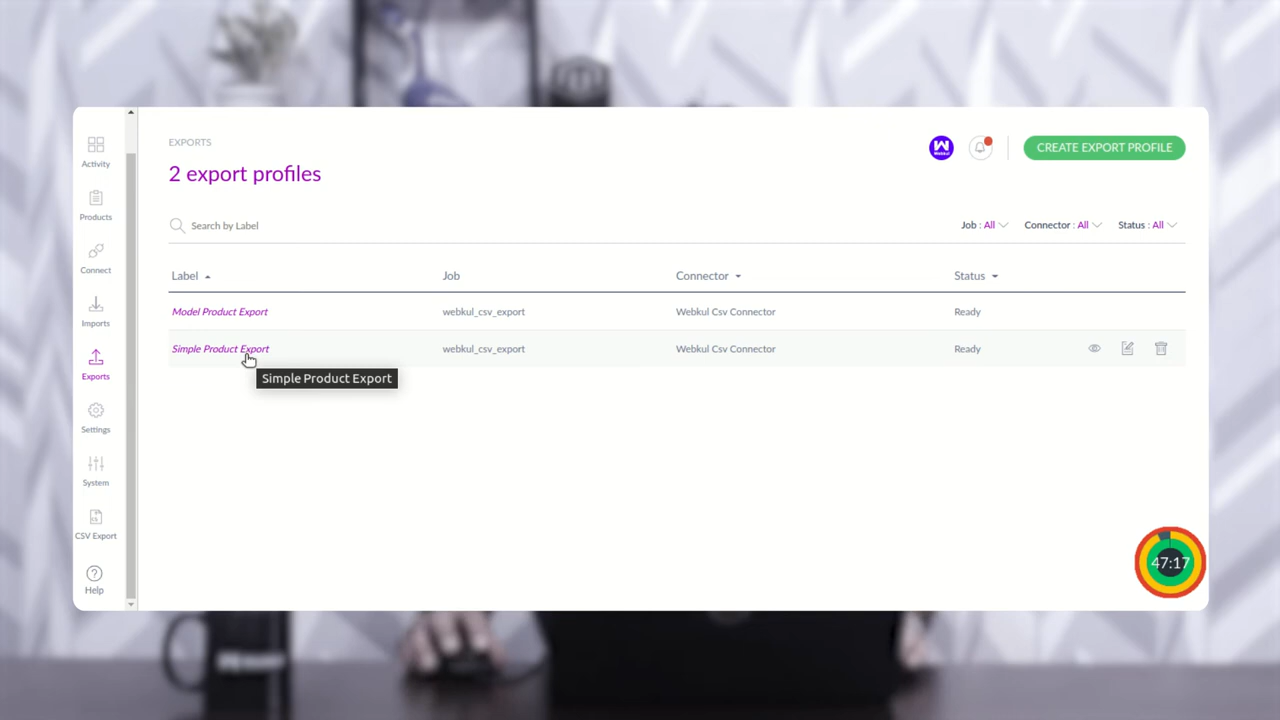 EXPORTS
2 export profiles
Webkul
CREATE EXPORT PROFILE
Search by Label
Job : All
Connector : All
Status : All
Label
Job
Connector
Status
Model Product Export
webkul_csv_export
Webkul Csv Connector
Ready
Simple Product Export
webkul_csv_export
Webkul Csv Connector
Ready
Simple Product Export
Activity
Products
Connect
Imports
Exports
Settings
System
CSV Export
Help
47:17